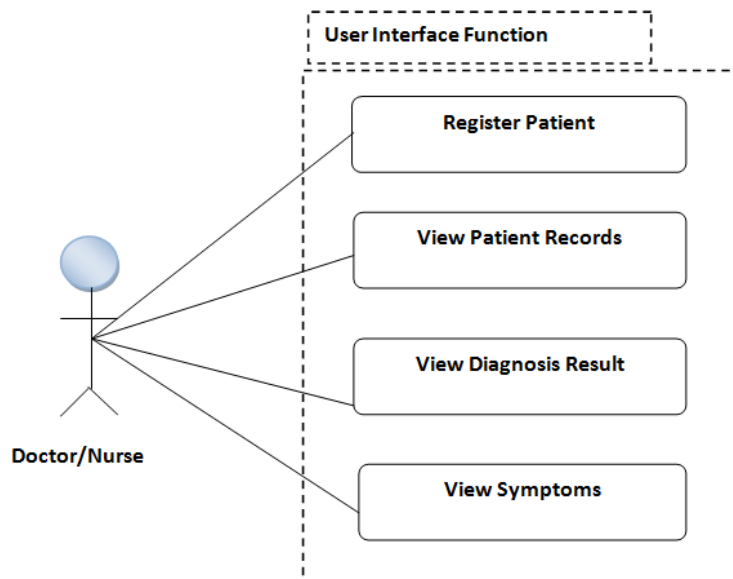 User Interface Function
Register Patient
View Patient Records
View Diagnosis Result
Doctor/Nurse
View Symptoms